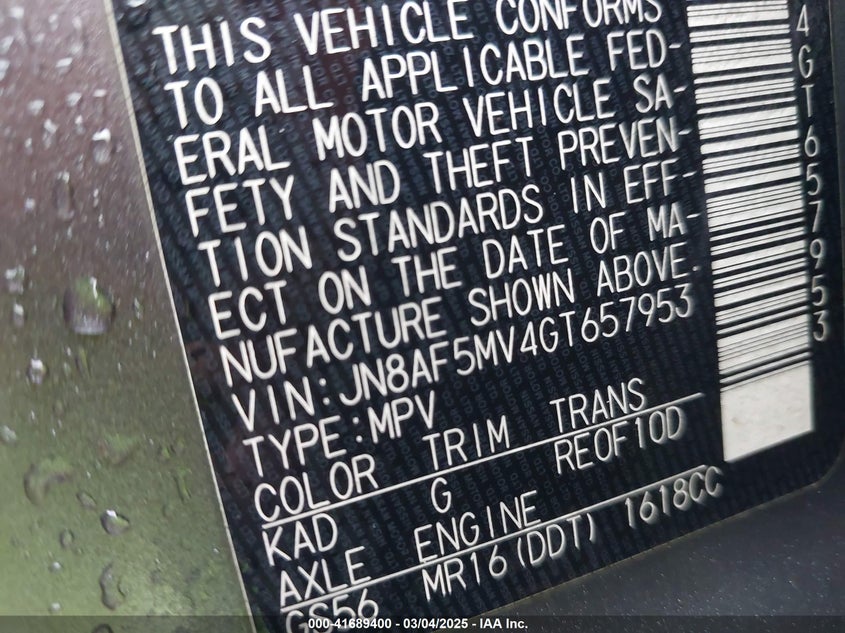 THIS VEHICLE CONFORMS
TO ALL APPLICABLE FED-
ERAL MOTOR VEHICLE SA-
FETY AND THEFT PREVEN-
TION STANDARDS IN EFF-
ECT ON THE DATE OF MA-
NUFACTURE SHOWN ABOVE.
VIN:JN8AF5MV4GT657953
TYPE:MPV
COLOR TRIM TRANS
KAD G RE0F10D
AXLE ENGINE
GS56 MR16(DDT) 1618CC
4GT657953
000-41689400 — 03/04/2025 — IAA Inc.